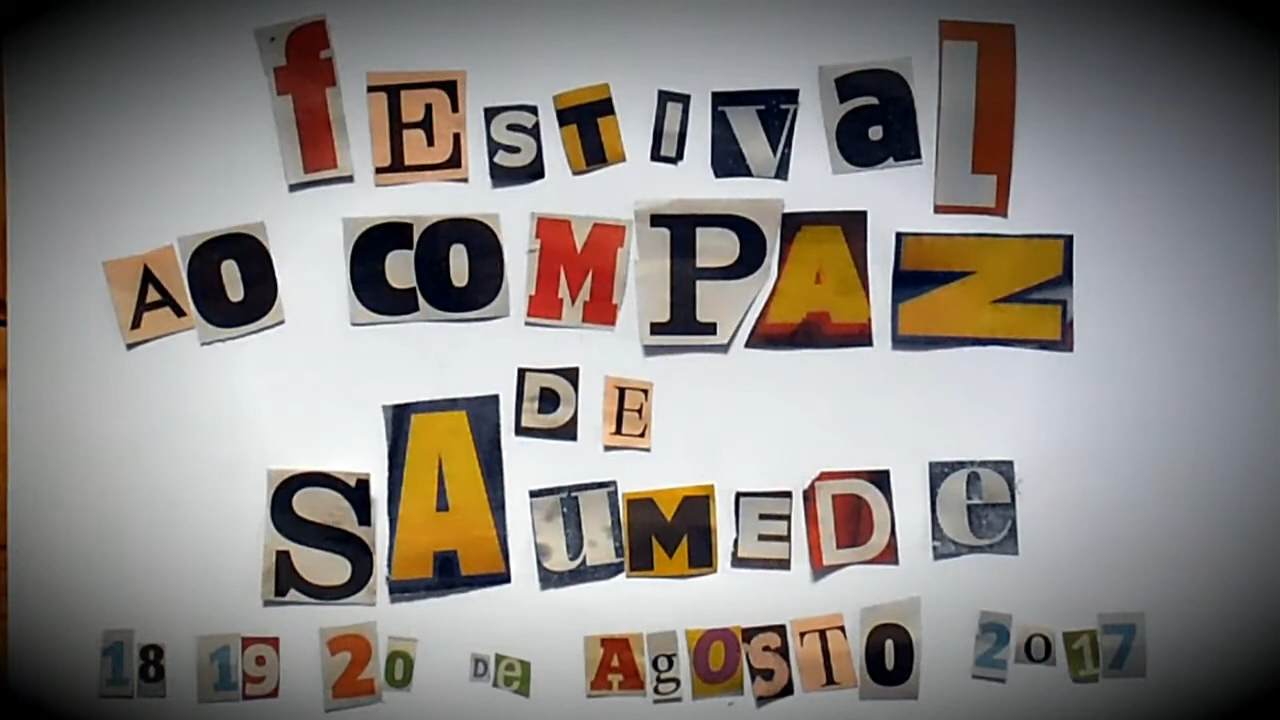 fESTIVal
AO COMPAZ
DE
SAuMEDe
18 19 20 De AgOSTO 2017